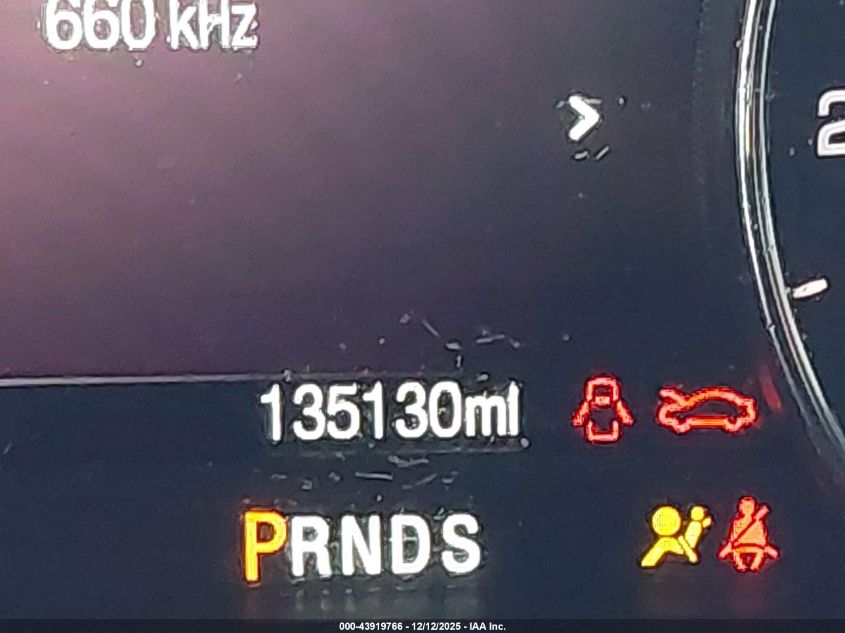 660 kHz
>
2
135130mi
PRNDS
000-43919766 - 12/12/2025 - IAA Inc.